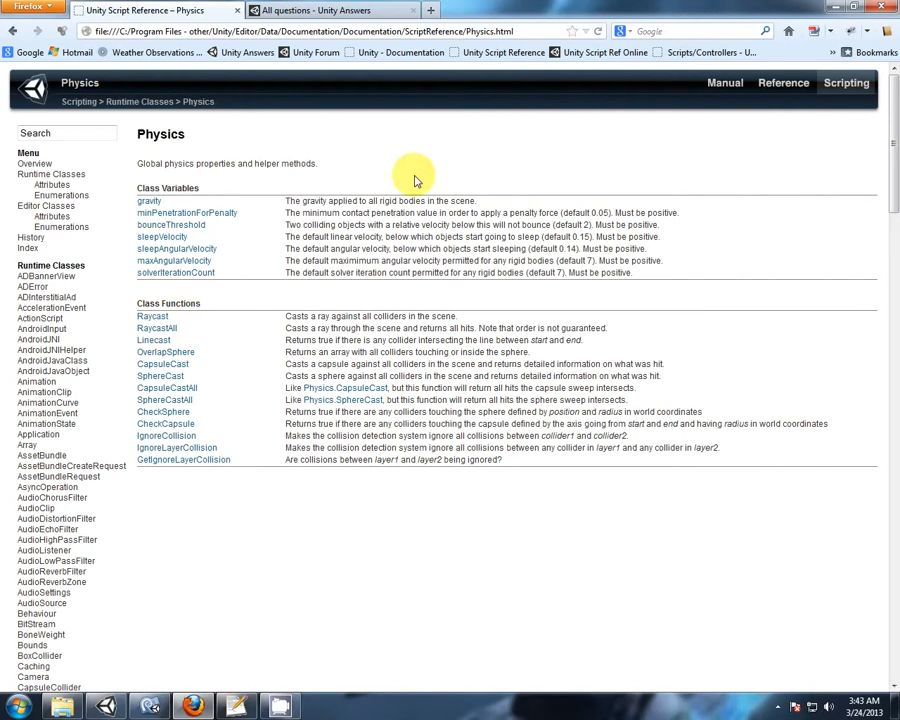 Firefox
Unity Script Reference – Physics
All questions - Unity Answers
file:///C:/Program Files - other/Unity/Editor/Data/Documentation/Documentation/ScriptReference/Physics.html
Google
Google
Hotmail
Weather Observations ...
Unity Answers
Unity Forum
Unity - Documentation
Unity Script Reference
Unity Script Ref Online
Scripts/Controllers - U...
»
Bookmarks
Physics
Manual
Reference
Scripting
Scripting > Runtime Classes > Physics
Search
Menu
Overview
Runtime Classes
Attributes
Enumerations
Editor Classes
Attributes
Enumerations
History
Index
Runtime Classes
ADBannerView
ADError
ADInterstitialAd
AccelerationEvent
ActionScript
AndroidInput
AndroidJNI
AndroidJNIHelper
AndroidJavaClass
AndroidJavaObject
Animation
AnimationClip
AnimationCurve
AnimationEvent
AnimationState
Application
Array
AssetBundle
AssetBundleCreateRequest
AssetBundleRequest
AsyncOperation
AudioChorusFilter
AudioClip
AudioDistortionFilter
AudioEchoFilter
AudioHighPassFilter
AudioListener
AudioLowPassFilter
AudioReverbFilter
AudioReverbZone
AudioSettings
AudioSource
Behaviour
BitStream
BoneWeight
Bounds
BoxCollider
Caching
Camera
CapsuleCollider
Physics
Global physics properties and helper methods.
Class Variables
gravity The gravity applied to all rigid bodies in the scene.
minPenetrationForPenalty The minimum contact penetration value in order to apply a penalty force (default 0.05). Must be positive.
bounceThreshold Two colliding objects with a relative velocity below this will not bounce (default 2). Must be positive.
sleepVelocity The default linear velocity, below which objects start going to sleep (default 0.15). Must be positive.
sleepAngularVelocity The default angular velocity, below which objects start sleeping (default 0.14). Must be positive.
maxAngularVelocity The default maximimum angular velocity permitted for any rigid bodies (default 7). Must be positive.
solverIterationCount The default solver iteration count permitted for any rigid bodies (default 7). Must be positive.
Class Functions
Raycast Casts a ray against all colliders in the scene.
RaycastAll Casts a ray through the scene and returns all hits. Note that order is not guaranteed.
Linecast Returns true if there is any collider intersecting the line between start and end.
OverlapSphere Returns an array with all colliders touching or inside the sphere.
CapsuleCast Casts a capsule against all colliders in the scene and returns detailed information on what was hit.
SphereCast Casts a sphere against all colliders in the scene and returns detailed information on what was hit.
CapsuleCastAll Like Physics.CapsuleCast, but this function will return all hits the capsule sweep intersects.
SphereCastAll Like Physics.SphereCast, but this function will return all hits the sphere sweep intersects.
CheckSphere Returns true if there are any colliders touching the sphere defined by position and radius in world coordinates
CheckCapsule Returns true if there are any colliders touching the capsule defined by the axis going from start and end and having radius in world coordinates
IgnoreCollision Makes the collision detection system ignore all collisions between collider1 and collider2.
IgnoreLayerCollision Makes the collision detection system ignore all collisions between any collider in layer1 and any collider in layer2.
GetIgnoreLayerCollision Are collisions between layer1 and layer2 being ignored?
3:43 AM
3/24/2013